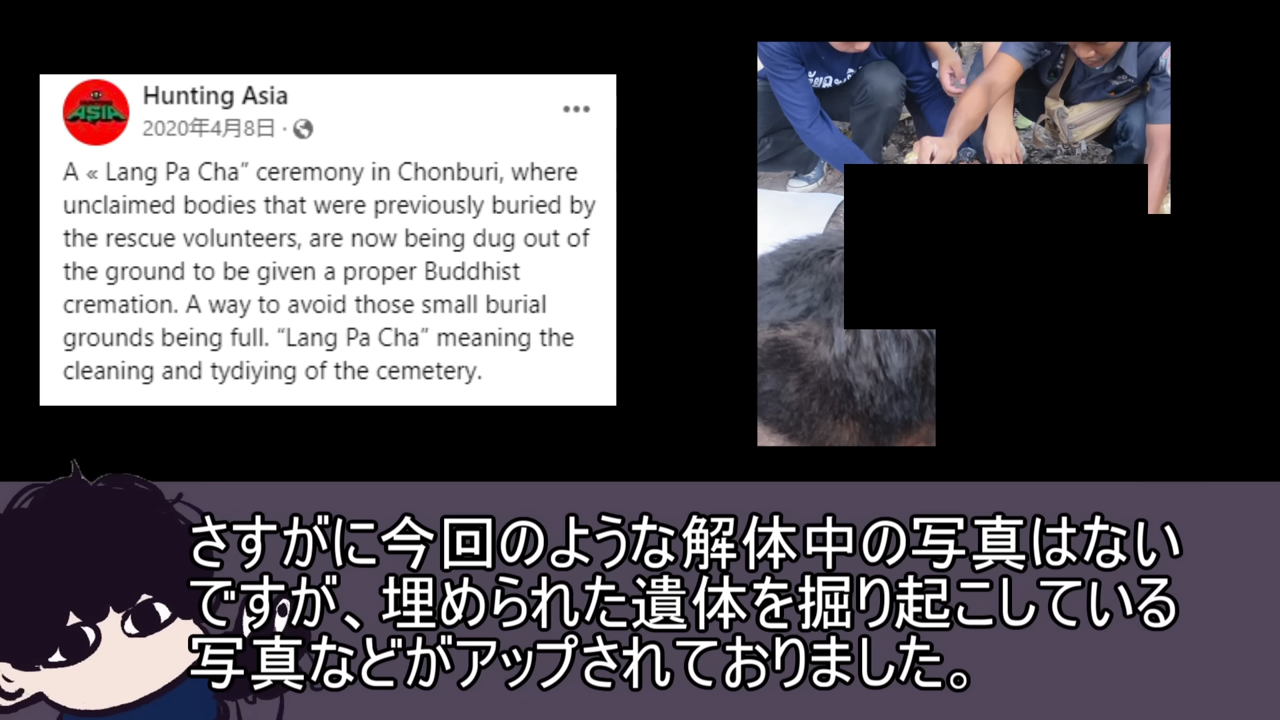 Hunting Asia
2020年4月8日 ·
A « Lang Pa Cha” ceremony in Chonburi, where
unclaimed bodies that were previously buried by
the rescue volunteers, are now being dug out of
the ground to be given a proper Buddhist
cremation. A way to avoid those small burial
grounds being full. “Lang Pa Cha” meaning the
cleaning and tydiying of the cemetery.
さすがに今回のような解体中の写真はない
ですが、埋められた遺体を掘り起こしている
写真などがアップされておりました。